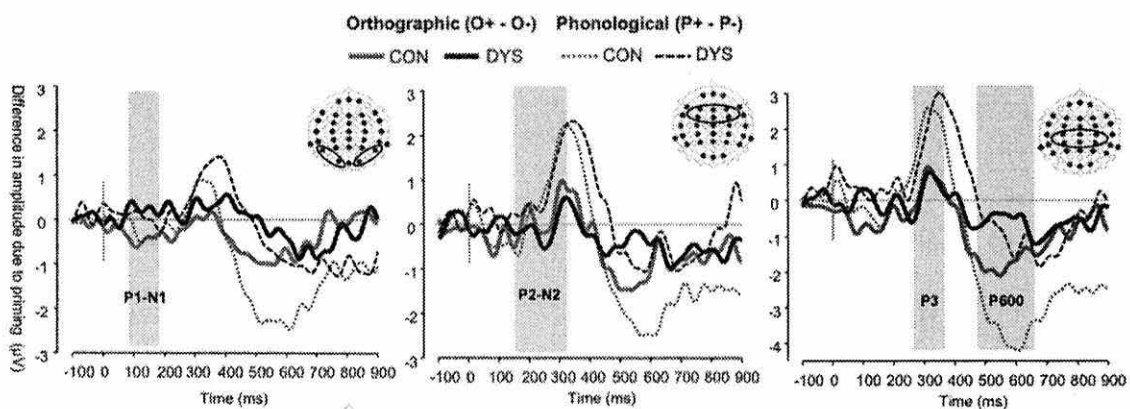 Orthographic (O+ - O-) Phonological (P+ - P-)
CON DYS CON DYS
Difference in amplitude due to priming (µV)
3
2
1
0
-1
-2
-3
P1-N1
-100 0 100 200 300 400 500 600 700 800 900
Time (ms)
3
2
1
0
-1
-2
-3
P2-N2
-100 0 100 200 300 400 500 600 700 800 900
Time (ms)
3
2
1
0
-1
-2
-3
-4
P3 P600
-100 0 100 200 300 400 500 600 700 800 900
Time (ms)